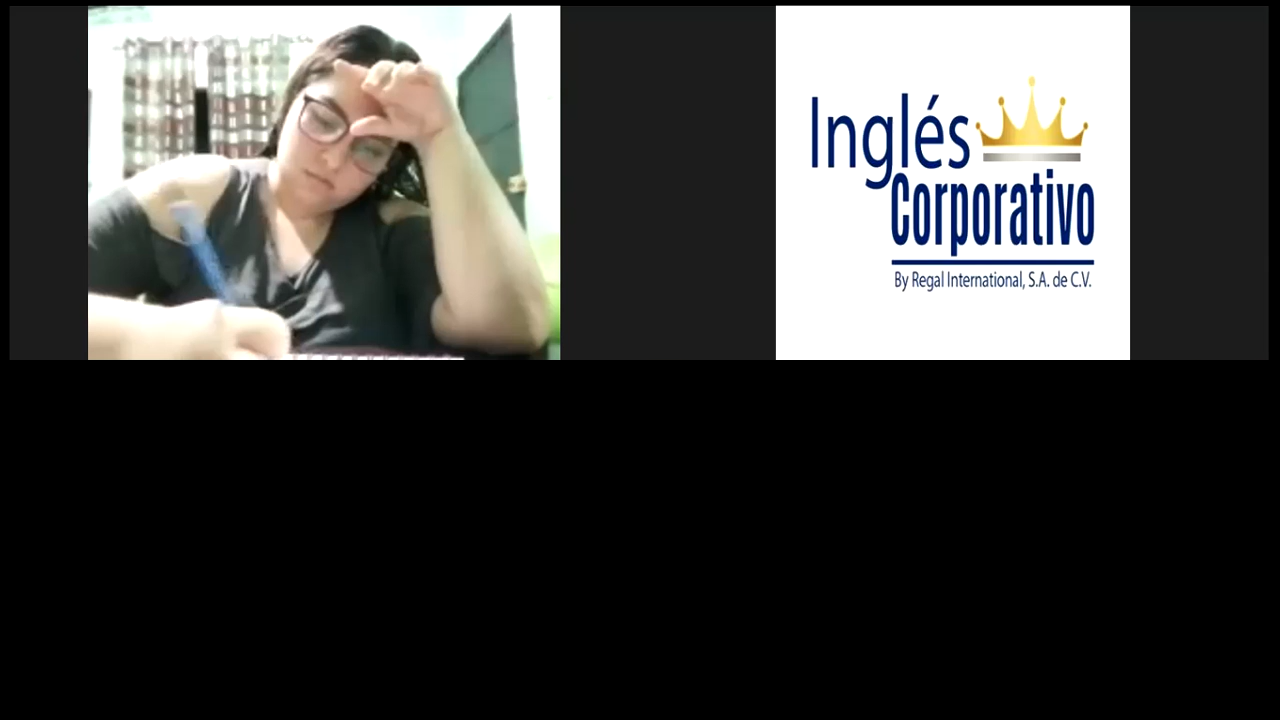 Inglés
Corporativo
By Regal International, S.A. de C.V.